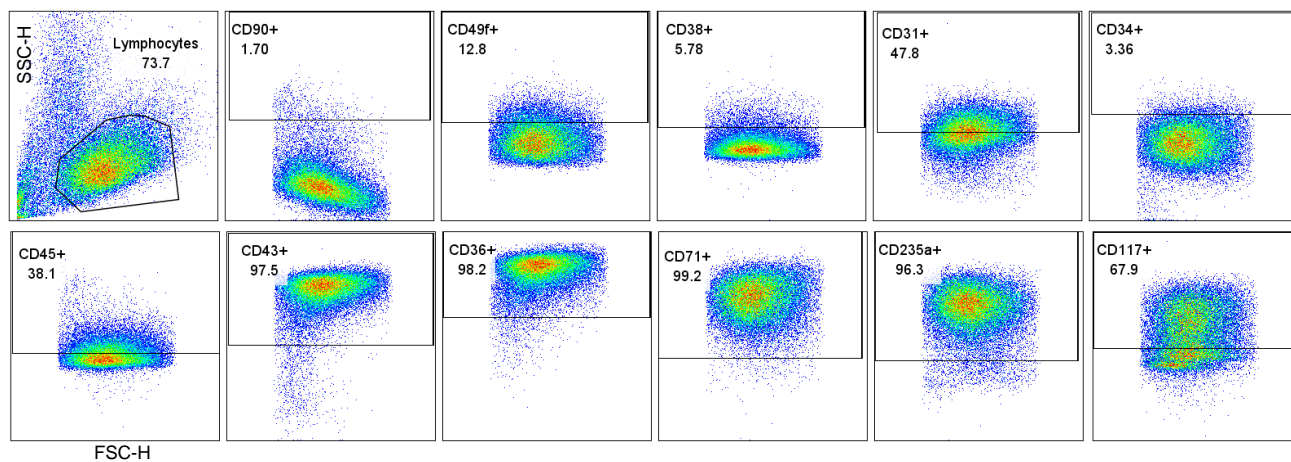 SSC-H
Lymphocytes
73.7
CD90+
1.70
CD49f+
12.8
CD38+
5.78
CD31+
47.8
CD34+
3.36
CD45+
38.1
CD43+
97.5
CD36+
98.2
CD71+
99.2
CD235a+
96.3
CD117+
67.9
FSC-H